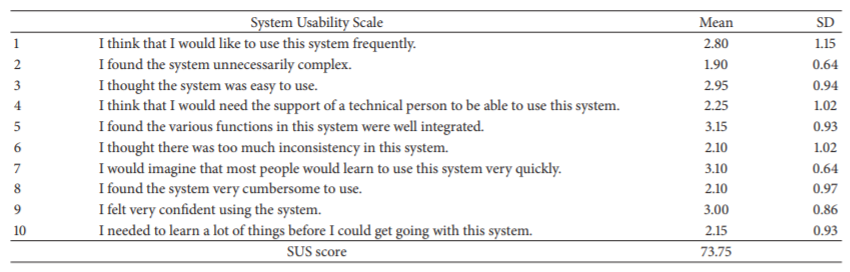 System Usability Scale Mean SD
1 I think that I would like to use this system frequently. 2.80 1.15
2 I found the system unnecessarily complex. 1.90 0.64
3 I thought the system was easy to use. 2.95 0.94
4 I think that I would need the support of a technical person to be able to use this system. 2.25 1.02
5 I found the various functions in this system were well integrated. 3.15 0.93
6 I thought there was too much inconsistency in this system. 2.10 1.02
7 I would imagine that most people would learn to use this system very quickly. 3.10 0.64
8 I found the system very cumbersome to use. 2.10 0.97
9 I felt very confident using the system. 3.00 0.86
10 I needed to learn a lot of things before I could get going with this system. 2.15 0.93
SUS score 73.75